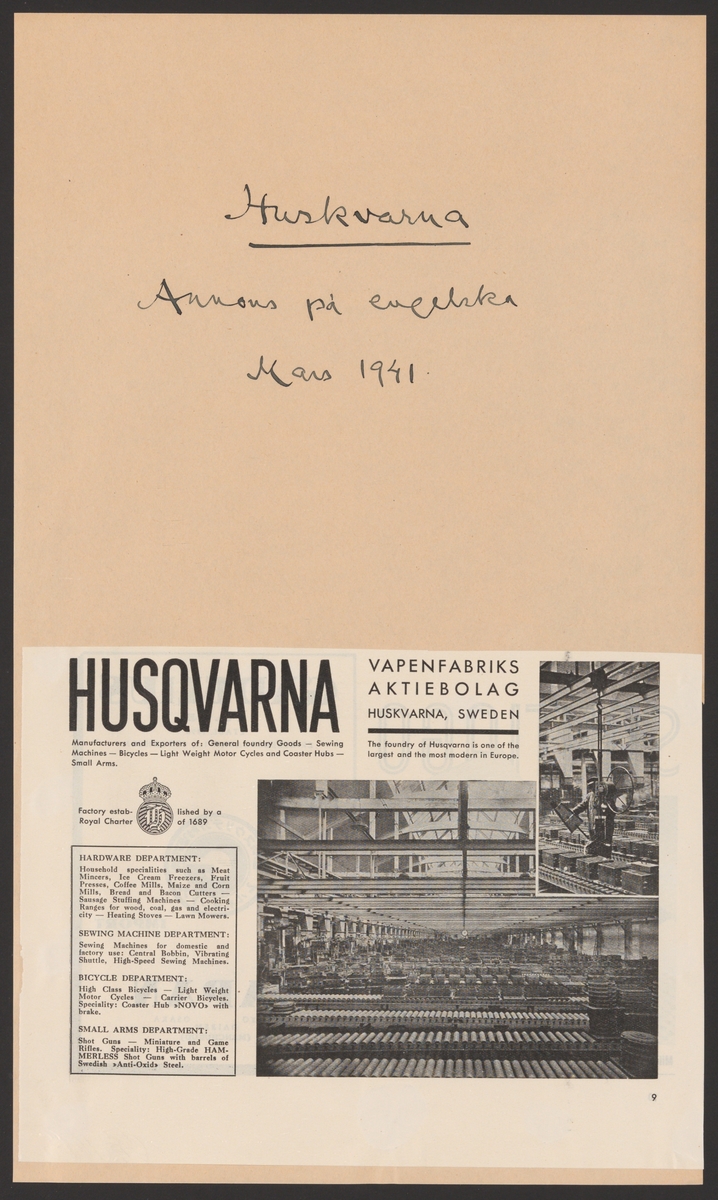 Huskvarna
Annons på engelska
Mars 1941.
HUSQVARNA
Manufacturers and Exporters of: General foundry Goods — Sewing
Machines — Bicycles — Light Weight Motor Cycles and Coaster Hubs —
Small Arms.
VAPENFABRIKS
AKTIEBOLAG
HUSKVARNA, SWEDEN
The foundry of Husqvarna is one of the
largest and the most modern in Europe.
Factory estab- lished by a
Royal Charter of 1689
HARDWARE DEPARTMENT:
Household specialities such as Meat
Mincers, Ice Cream Freezers, Fruit
Presses, Coffee Mills, Maize and Corn
Mills, Bread and Bacon Cutters —
Sausage Stuffing Machines — Cooking
Ranges for wood, coal, gas and electri-
city — Heating Stoves — Lawn Mowers.
SEWING MACHINE DEPARTMENT:
Sewing Machines for domestic and
factory use: Central Bobbin, Vibrating
Shuttle, High-Speed Sewing Machines.
BICYCLE DEPARTMENT:
High Class Bicycles — Light Weight
Motor Cycles — Carrier Bicycles.
Speciality: Coaster Hub »NOVO» with
brake.
SMALL ARMS DEPARTMENT:
Shot Guns — Miniature and Game
Rifles. Speciality: High-Grade HAM-
MERLESS Shot Guns with barrels of
Swedish »Anti-Oxid» Steel.
9